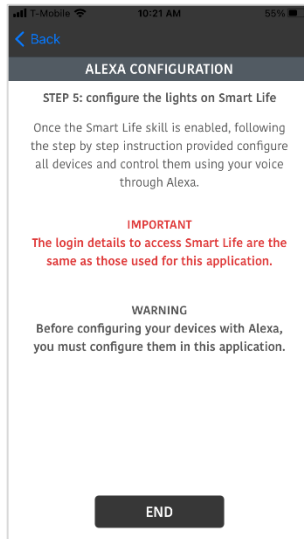 T-Mobile 10:21 AM 55%
Back
ALEXA CONFIGURATION
STEP 5: configure the lights on Smart Life
Once the Smart Life skill is enabled, following
the step by step instruction provided configure
all devices and control them using your voice
through Alexa.
IMPORTANT
The login details to access Smart Life are the
same as those used for this application.
WARNING
Before configuring your devices with Alexa,
you must configure them in this application.
END